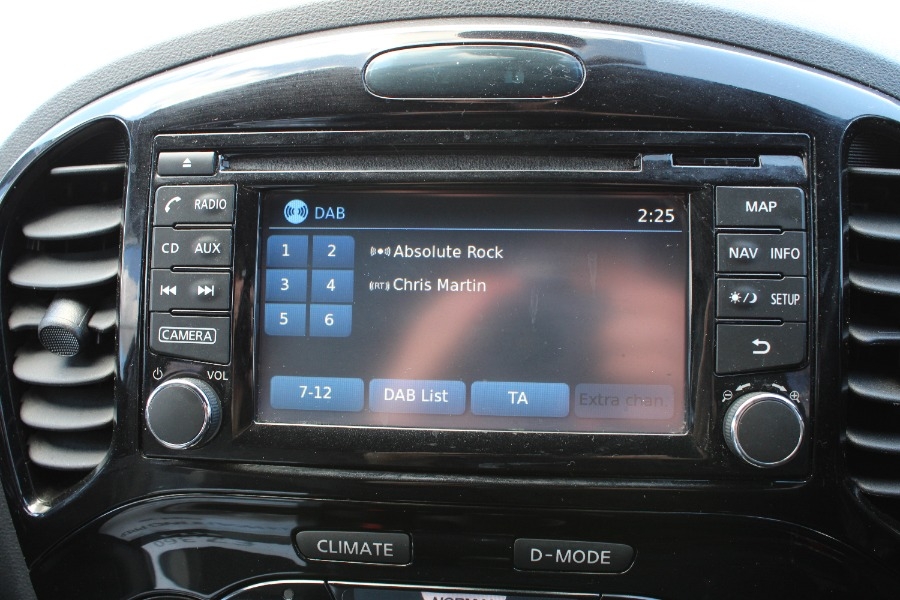 RADIO
CD AUX
CAMERA
VOL
DAB 2:25
1 2 Absolute Rock
3 4 (RT) Chris Martin
5 6
7-12 DAB List TA Extra chan.
MAP
NAV INFO
SETUP
CLIMATE D-MODE